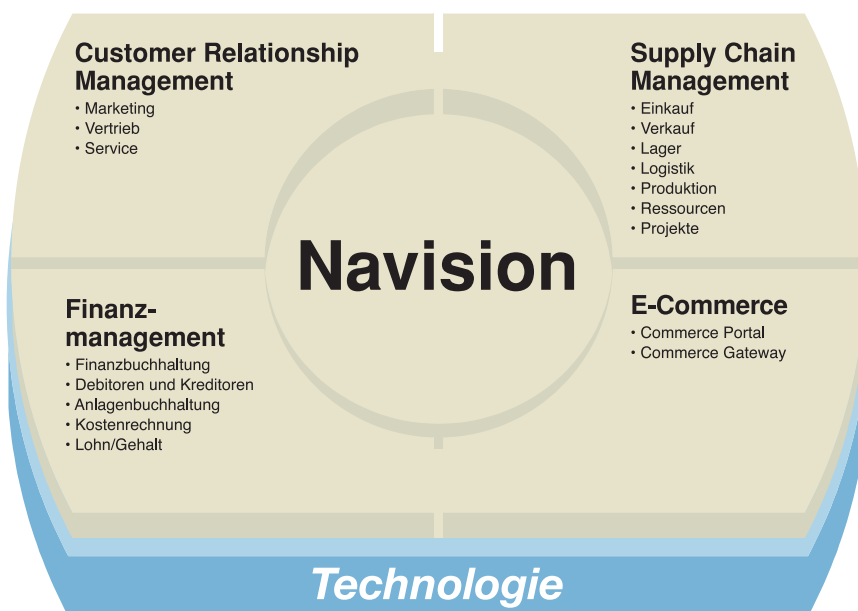 Customer Relationship
Management
• Marketing
• Vertrieb
• Service
Supply Chain
Management
• Einkauf
• Verkauf
• Lager
• Logistik
• Produktion
• Ressourcen
• Projekte
Navision
Finanz-
management
• Finanzbuchhaltung
• Debitoren und Kreditoren
• Anlagenbuchhaltung
• Kostenrechnung
• Lohn/Gehalt
E-Commerce
• Commerce Portal
• Commerce Gateway
Technologie